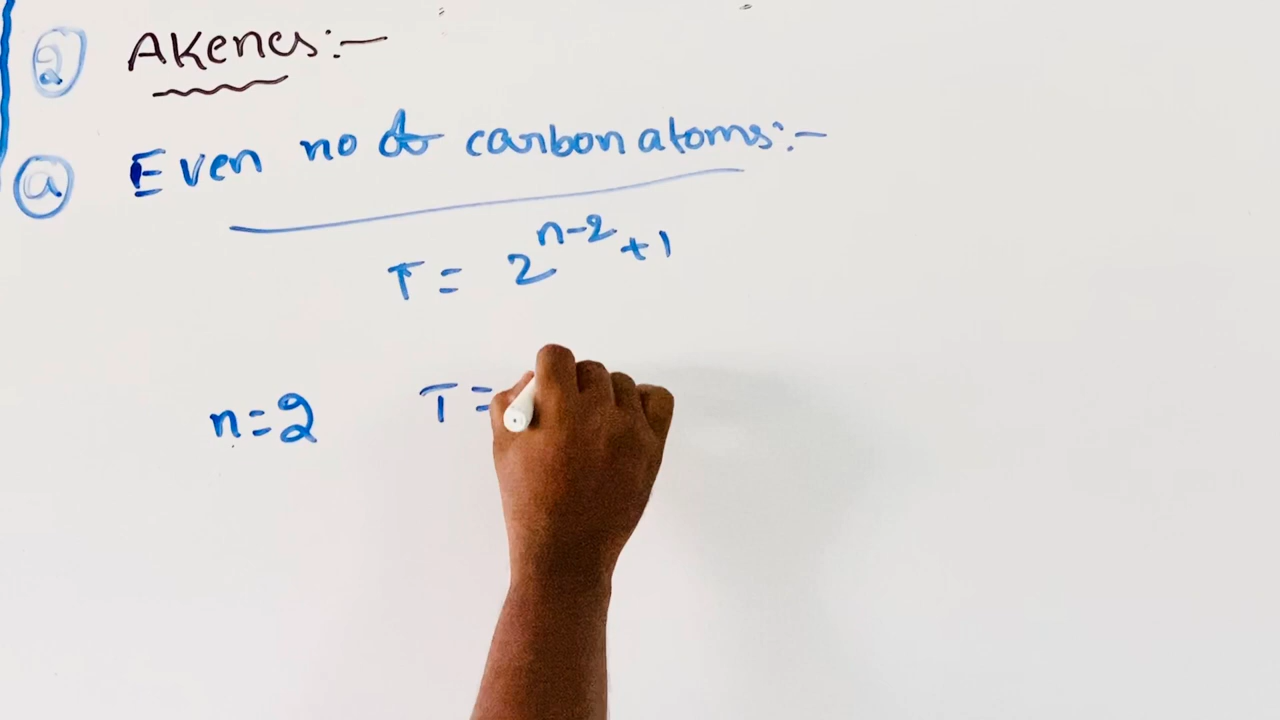 2 AKenes:-
a Even no of carbon atoms:-
T = 2^{n-2} + 1
n=2 T=